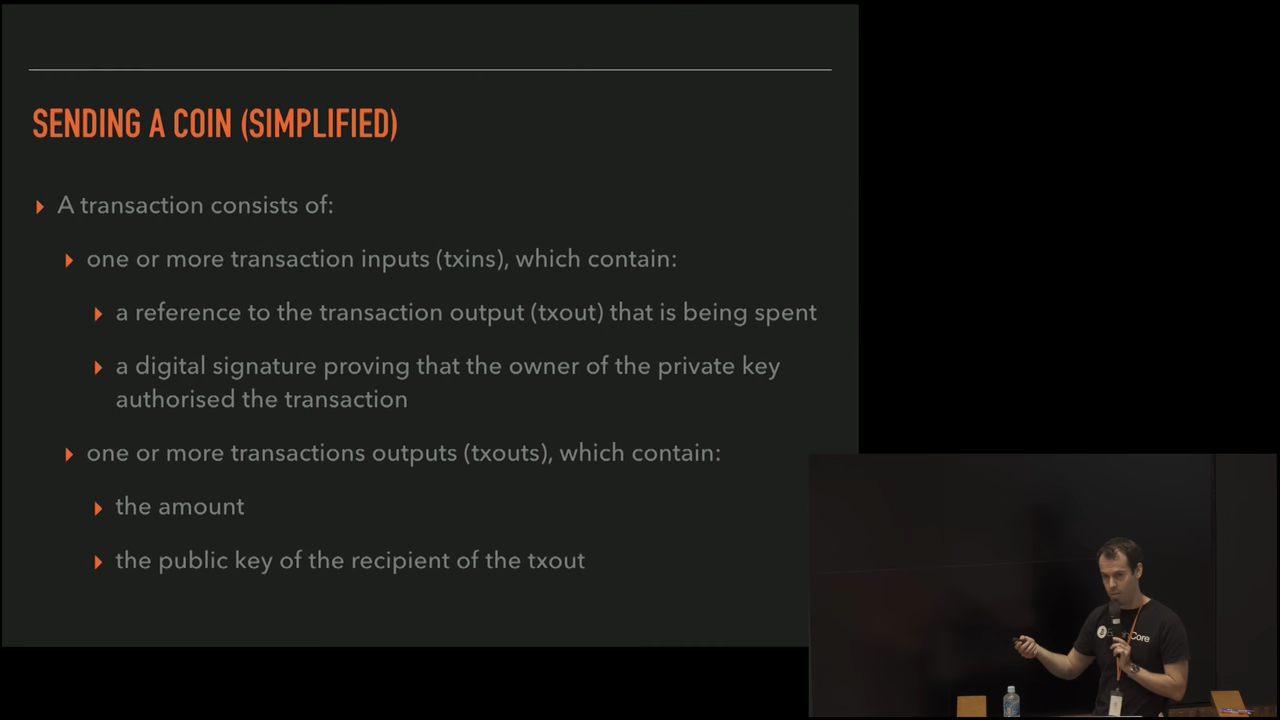 SENDING A COIN (SIMPLIFIED)
A transaction consists of:
one or more transaction inputs (txins), which contain:
a reference to the transaction output (txout) that is being spent
a digital signature proving that the owner of the private key
authorised the transaction
one or more transactions outputs (txouts), which contain:
the amount
the public key of the recipient of the txout
Core